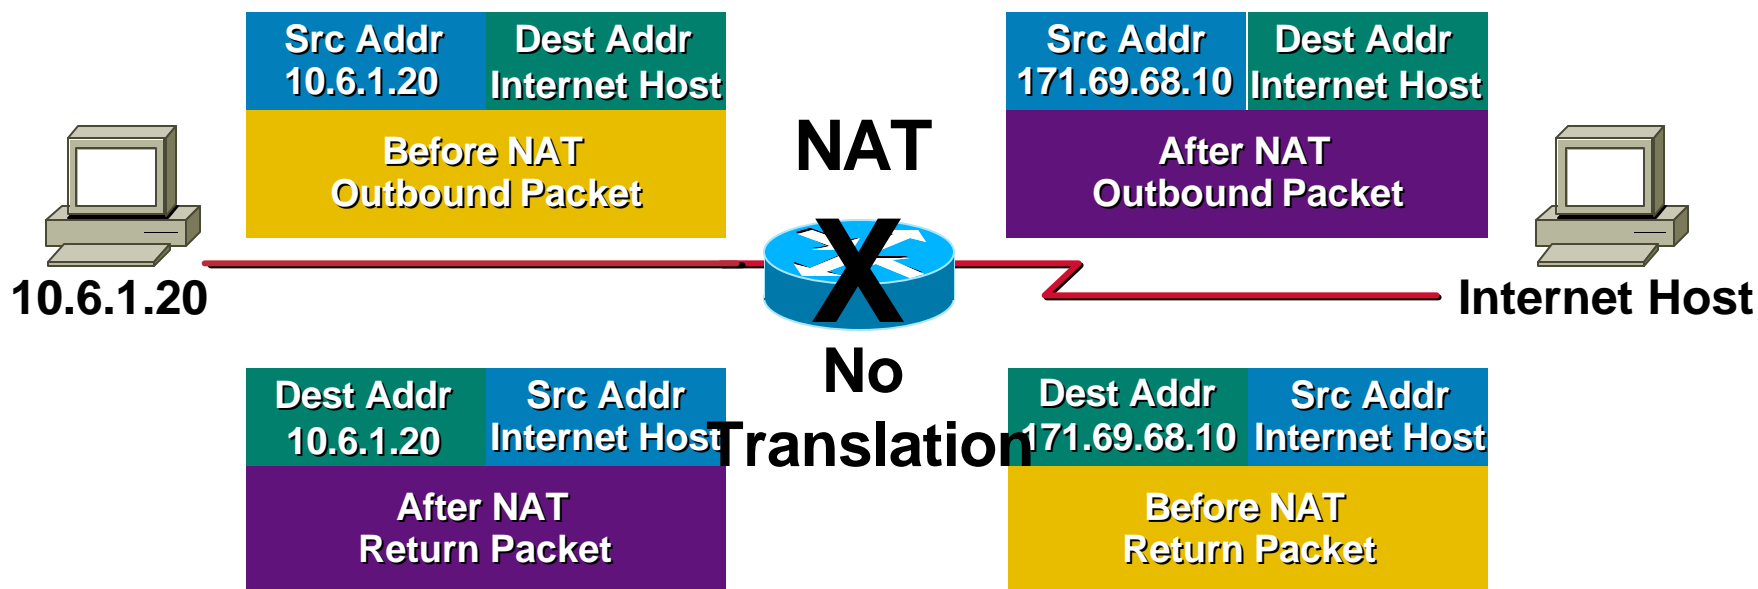 Src Addr
10.6.1.20
Dest Addr
Internet Host
Before NAT
Outbound Packet
NAT
Src Addr
171.69.68.10
Dest Addr
Internet Host
After NAT
Outbound Packet
10.6.1.20
X
Internet Host
No
Translation
Dest Addr
10.6.1.20
Src Addr
Internet Host
After NAT
Return Packet
Dest Addr
171.69.68.10
Src Addr
Internet Host
Before NAT
Return Packet